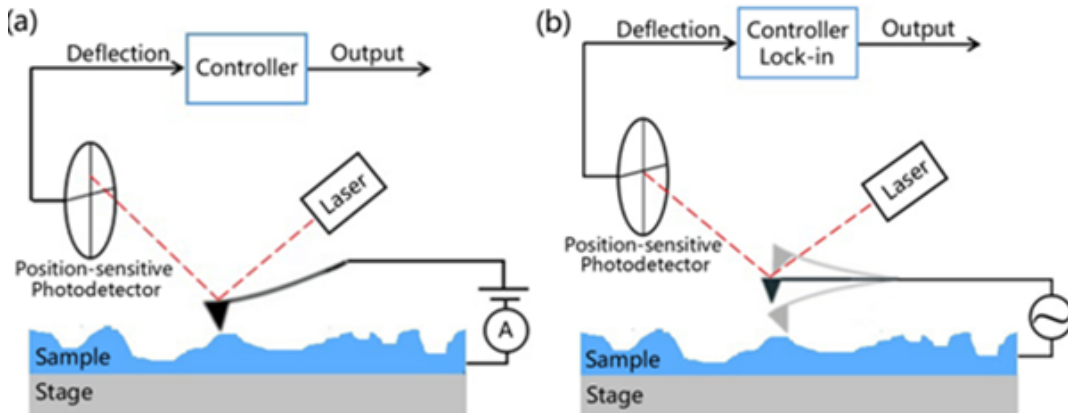 (a)
Deflection
Controller
Output
Laser
Position-sensitive
Photodetector
A
Sample
Stage
(b)
Deflection
Controller
Lock-in
Output
Laser
Position-sensitive
Photodetector
Sample
Stage